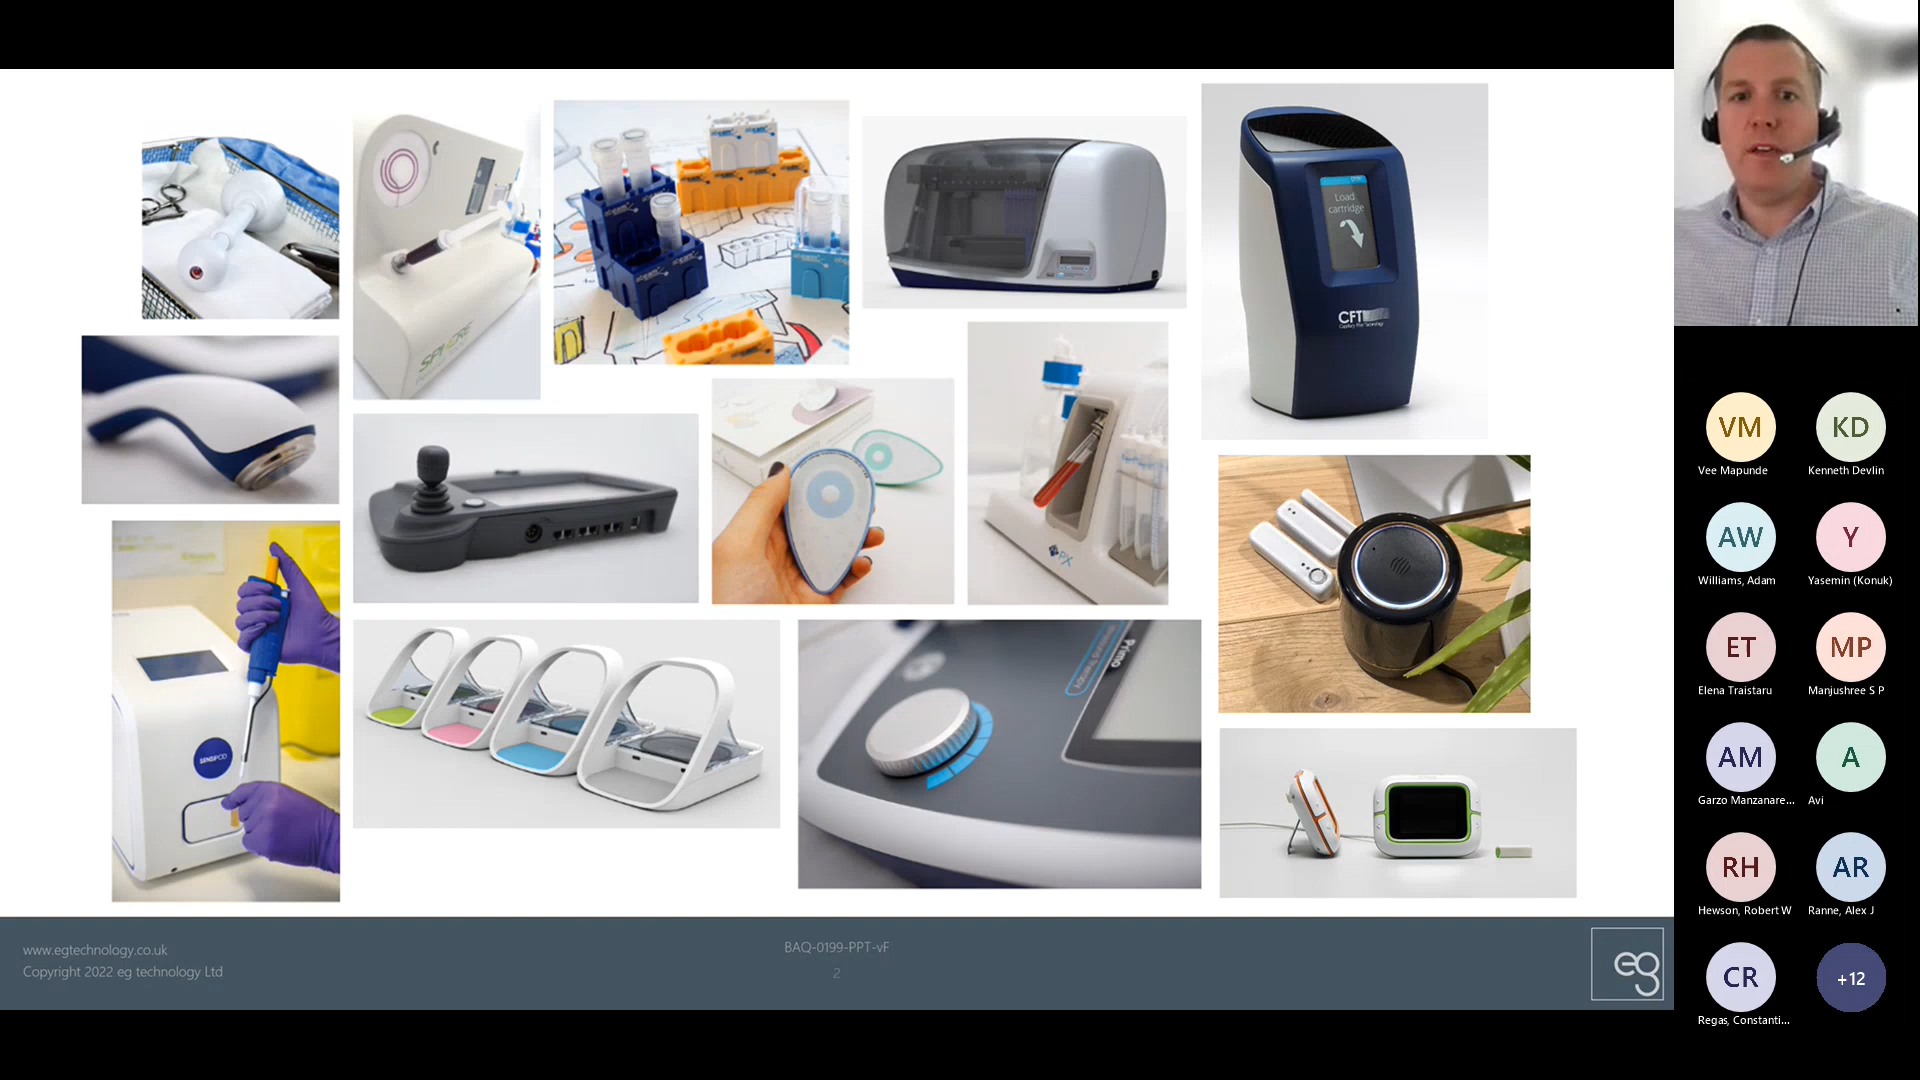 Load
cartridge
CFT
PX
SENSIPOD
Primo
www.egtechnology.co.uk
Copyright 2022 eg technology Ltd
BAQ-0199-PPT-vF
2
eg
VM
Vee Mapunde
KD
Kenneth Devlin
AW
Williams, Adam
Y
Yasemin (Konuk)
ET
Elena Traistaru
MP
Manjushree S P
AM
Garzo Manzanare...
A
Avi
RH
Hewson, Robert W
AR
Ranne, Alex J
CR
Regas, Constanti...
+12